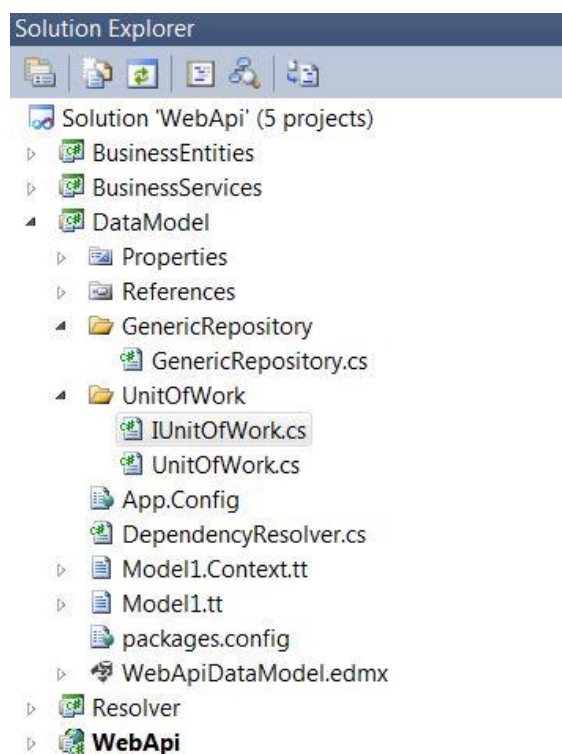 Solution Explorer
Solution 'WebApi' (5 projects)
BusinessEntities
BusinessServices
DataModel
Properties
References
GenericRepository
GenericRepository.cs
UnitOfWork
IUnitOfWork.cs
UnitOfWork.cs
App.Config
DependencyResolver.cs
Model1.Context.tt
Model1.tt
packages.config
WebApiDataModel.edmx
Resolver
WebApi